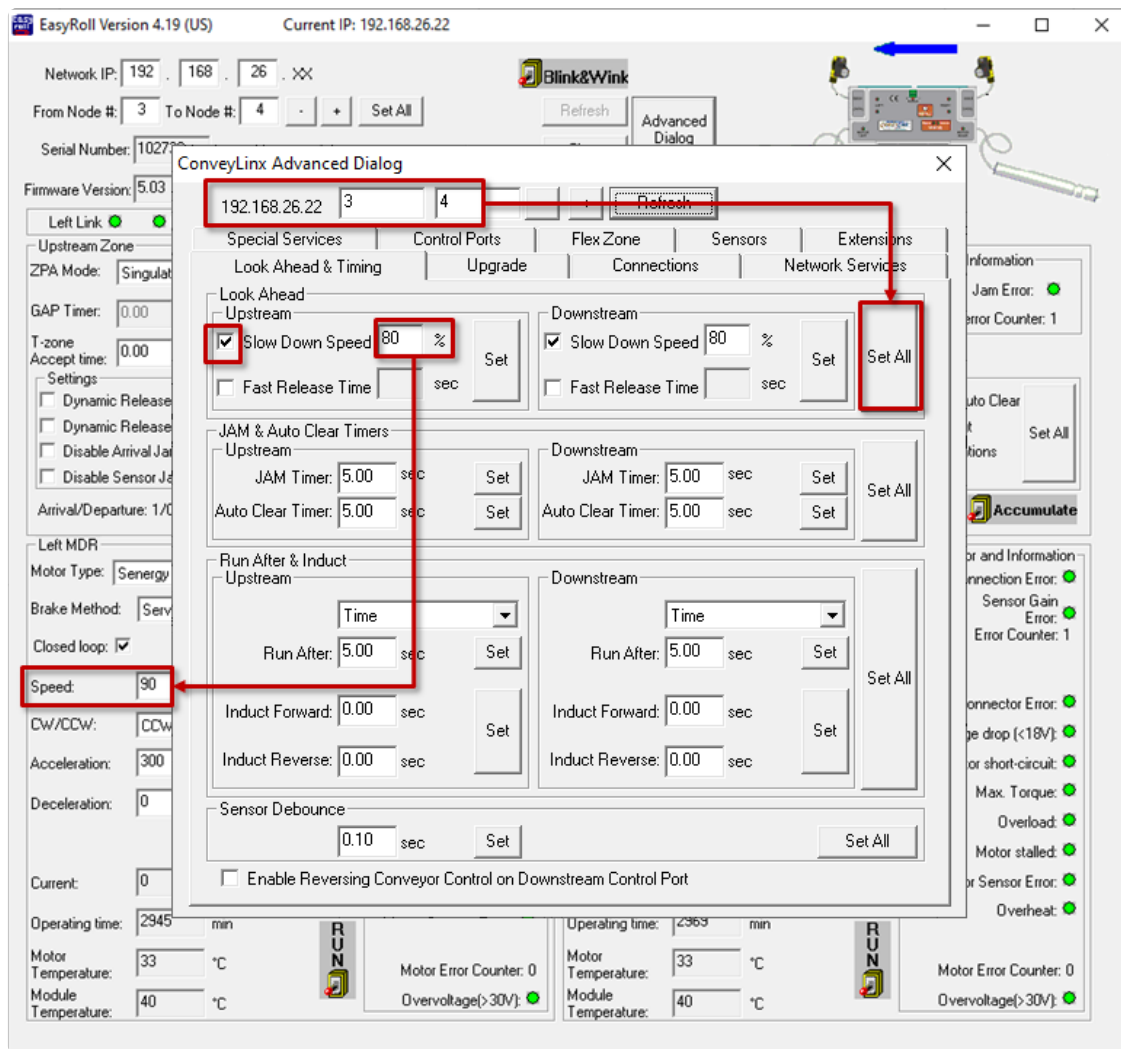 EasyRoll Version 4.19 (US) Current IP: 192.168.26.22
Network IP: 192 . 168 . 26 . XX
Blink&Wink
From Node #: 3 To Node #: 4 - + Set All
Refresh
Advanced
Dialog
Serial Number:
Firmware Version: 5.03
Left Link
ConveyLinx Advanced Dialog
192.168.26.22 3 4 Refresh
Special Services Control Ports Flex Zone Sensors Extensions
Look Ahead & Timing Upgrade Connections Network Services
Upstream Zone
ZPA Mode:
GAP Timer: 0.00
T-zone
Accept time: 0.00
Settings
Dynamic Release
Dynamic Release
Disable Arrival
Disable Sensor
Arrival/Departure:
Look Ahead
Upstream
Slow Down Speed 80 %
Set
Fast Release Time sec
Downstream
Slow Down Speed 80 %
Set
Fast Release Time sec
Set All
Jam Error:
Error Counter: 1
Clear
Set All
Accumulate
JAM & Auto Clear Timers
Upstream
JAM Timer: 5.00 sec Set
Auto Clear Timer: 5.00 sec Set
Downstream
JAM Timer: 5.00 sec Set
Auto Clear Timer: 5.00 sec Set
Set All
Left MDR
Motor Type: Senergy
Brake Method:
Closed loop:
Speed: 90
CW/CCW: CCW
Acceleration: 300
Deceleration: 0
Current: 0
Run After & Induct
Upstream
Time
Run After: 5.00 sec Set
Induct Forward: 0.00 sec
Set
Induct Reverse: 0.00 sec
Downstream
Time
Run After: 5.00 sec Set
Induct Forward: 0.00 sec
Set
Induct Reverse: 0.00 sec
Set All
Sensor Debounce
0.10 sec Set Set All
Enable Reversing Conveyor Control on Downstream Control Port
and Information
Error:
Sensor Gain
Error:
Error Counter: 1
Error:
drop (<18V):
short-circuit:
Max. Torque:
Overload:
Motor stalled:
Sensor Error:
Overheat:
Operating time: 2945 min
Motor
Temperature: 33 °C
Module
Temperature: 40 °C
RUN
Motor Error Counter: 0
Overvoltage(>30V):
Operating time: 2969 min
Motor
Temperature: 33 °C
Module
Temperature: 40 °C
RUN
Motor Error Counter: 0
Overvoltage(>30V):